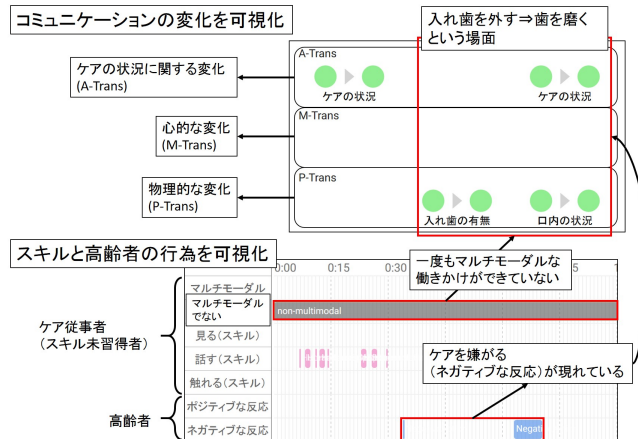 コミュニケーションの変化を可視化
入れ歯を外す⇒歯を磨く
という場面
A-Trans
ケアの状況に関する変化
(A-Trans)
ケアの状況
ケアの状況
M-Trans
心的な変化
(M-Trans)
P-Trans
物理的な変化
(P-Trans)
入れ歯の有無
口内の状況
スキルと高齢者の行為を可視化
0:00
0:15
0:30
一度もマルチモーダルな
働きかけができていない
5
1
マルチモーダル
マルチモーダル
でない
non-multimodal
ケア従事者
(スキル未習得者)
見る(スキル)
話す(スキル)
触れる(スキル)
ケアを嫌がる
(ネガティブな反応)が現れている
高齢者
ポジティブな反応
ネガティブな反応
Negati